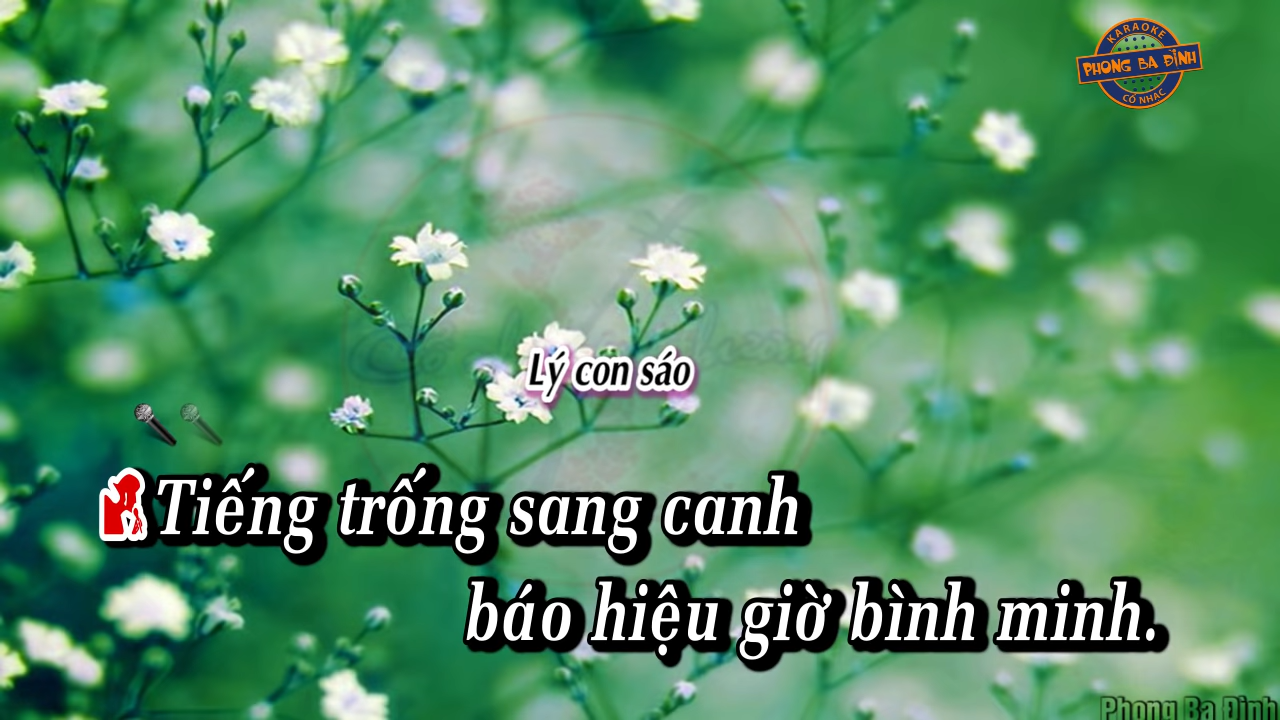 KARAOKE
PHONG BA ĐÌNH
CỔ NHẠC
Lý con sáo
Tiếng trống sang canh
báo hiệu giờ bình minh.
Phong Ba Đình